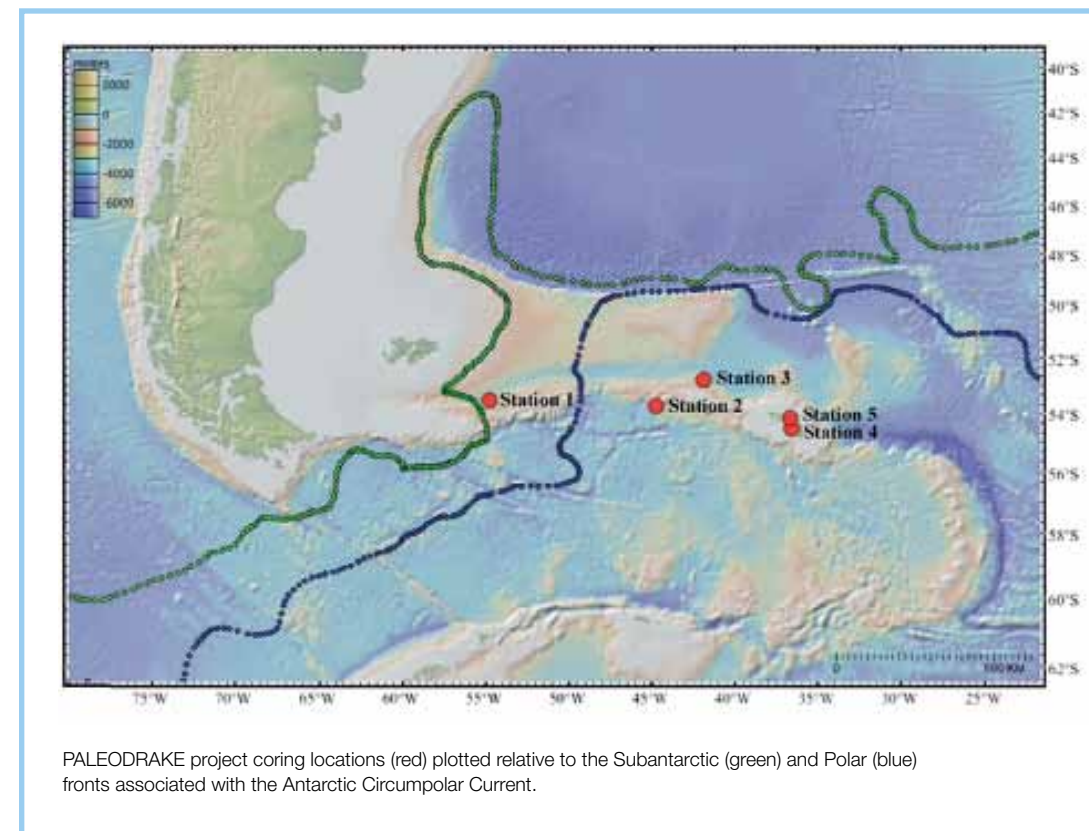 metres
2000
0
-2000
-4000
-6000
40°S
42°S
44°S
46°S
48°S
50°S
52°S
54°S
56°S
58°S
60°S
62°S
Station 1
Station 2
Station 3
Station 5
Station 4
0
75°W
70°W
65°W
60°W
55°W
50°W
45°W
40°W
35°W
30°W
25°W
PALEODRAKE project coring locations (red) plotted relative to the Subantarctic (green) and Polar (blue)
fronts associated with the Antarctic Circumpolar Current.